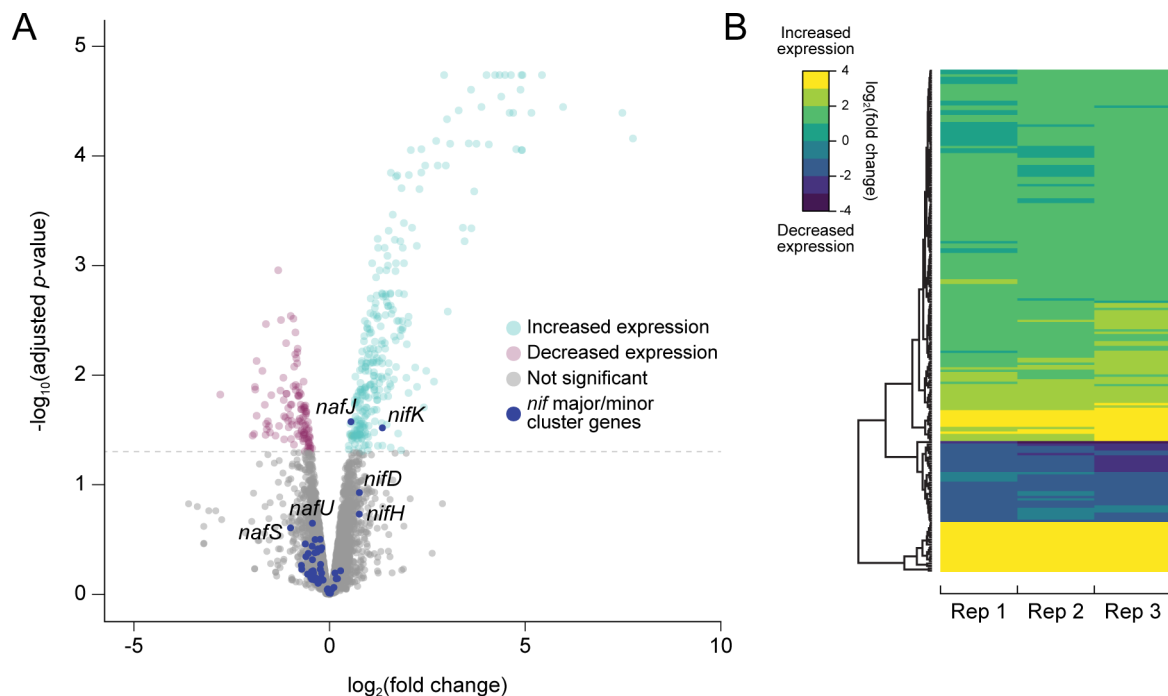 A
5
4
3
2
1
0
-log10(adjusted p-value)
-5
0
5
10
log2(fold change)
Increased expression
Decreased expression
Not significant
nif major/minor
cluster genes
nafJ
nifK
nifD
nifH
nafU
nafS
B
Increased
expression
4
2
0
-2
-4
log2(fold change)
Decreased
expression
Rep 1
Rep 2
Rep 3